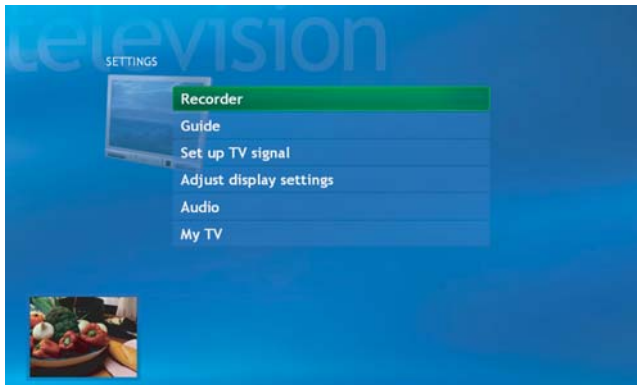 television
SETTINGS
Recorder
Guide
Set up TV signal
Adjust display settings
Audio
My TV